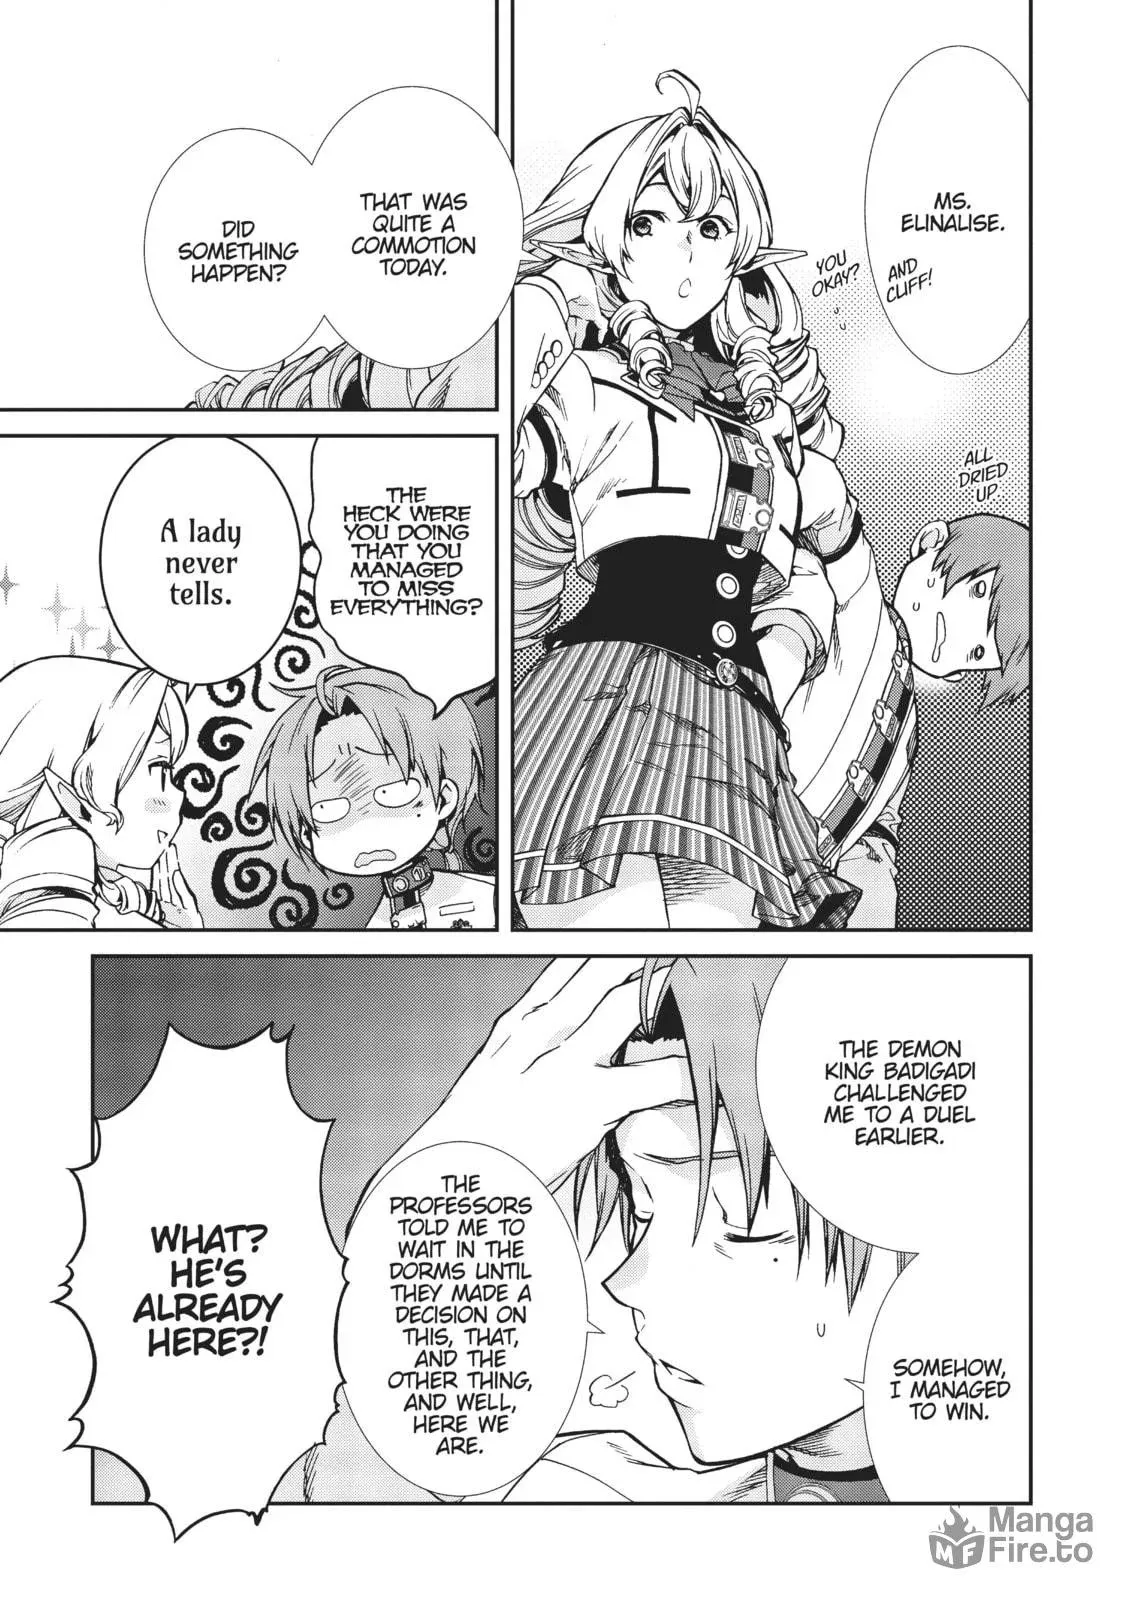 MS.
ELINALISE.
AND
CLIFF!
YOU
OKAY?
ALL
DRIED
UP
THAT WAS
QUITE A
COMMOTION
TODAY.
DID
SOMETHING
HAPPEN?
THE
HECK WERE
YOU DOING
THAT YOU
MANAGED
TO MISS
EVERYTHING?
A lady
never
tells.
THE DEMON
KING BADIGADI
CHALLENGED
ME TO A DUEL
EARLIER.
SOMEHOW,
I MANAGED
TO WIN.
THE
PROFESSORS
TOLD ME TO
WAIT IN THE
DORMS UNTIL
THEY MADE A
DECISION ON
THIS, THAT,
AND THE
OTHER THING,
AND WELL,
HERE WE
ARE.
WHAT?
HE'S
ALREADY
HERE?!
MF
Manga
Fire.to